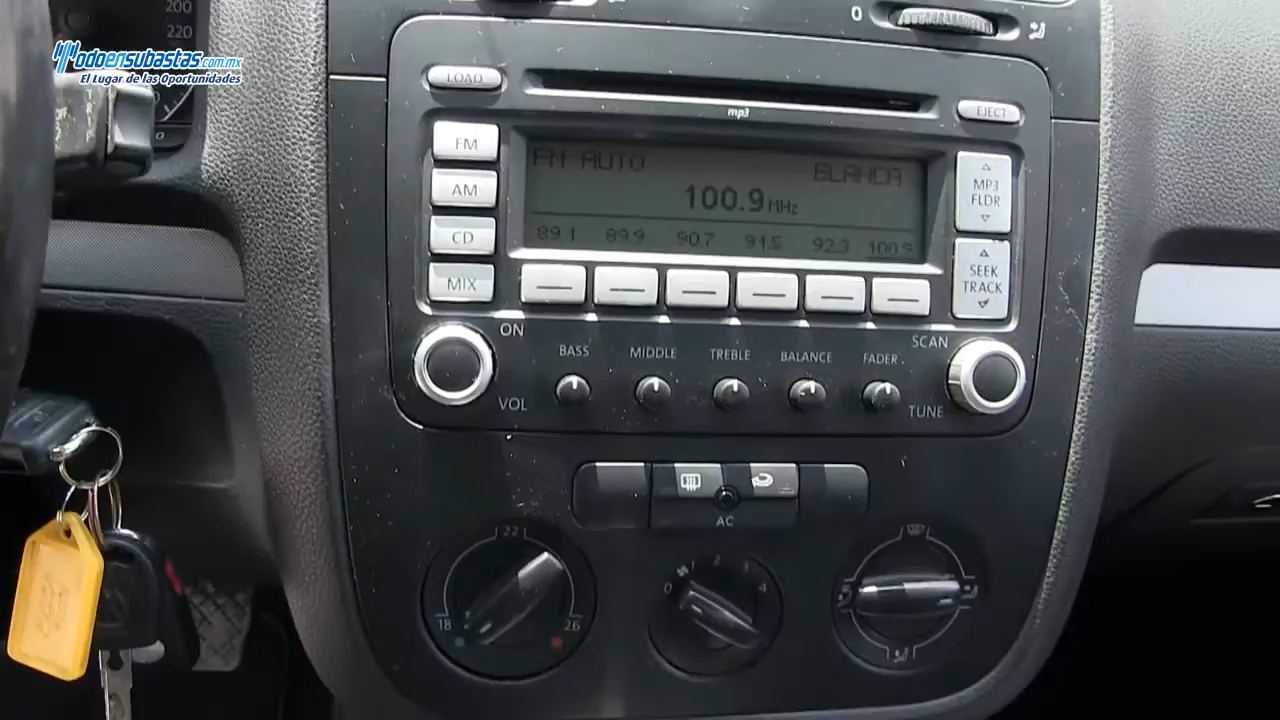 200
220
odoensubastas.com.mx
El Lugar de las Oportunidades
0
LOAD
mp3
EJECT
FM
AM
CD
MIX
FM AUTO
BLANCA
100.9 MHz
89.1 89.9 90.7 91.5 92.3 100.9
MP3
FLDR
SEEK
TRACK
ON
VOL
BASS
MIDDLE
TREBLE
BALANCE
FADER
SCAN
TUNE
AC
22
18
26
0
1
2
3
4